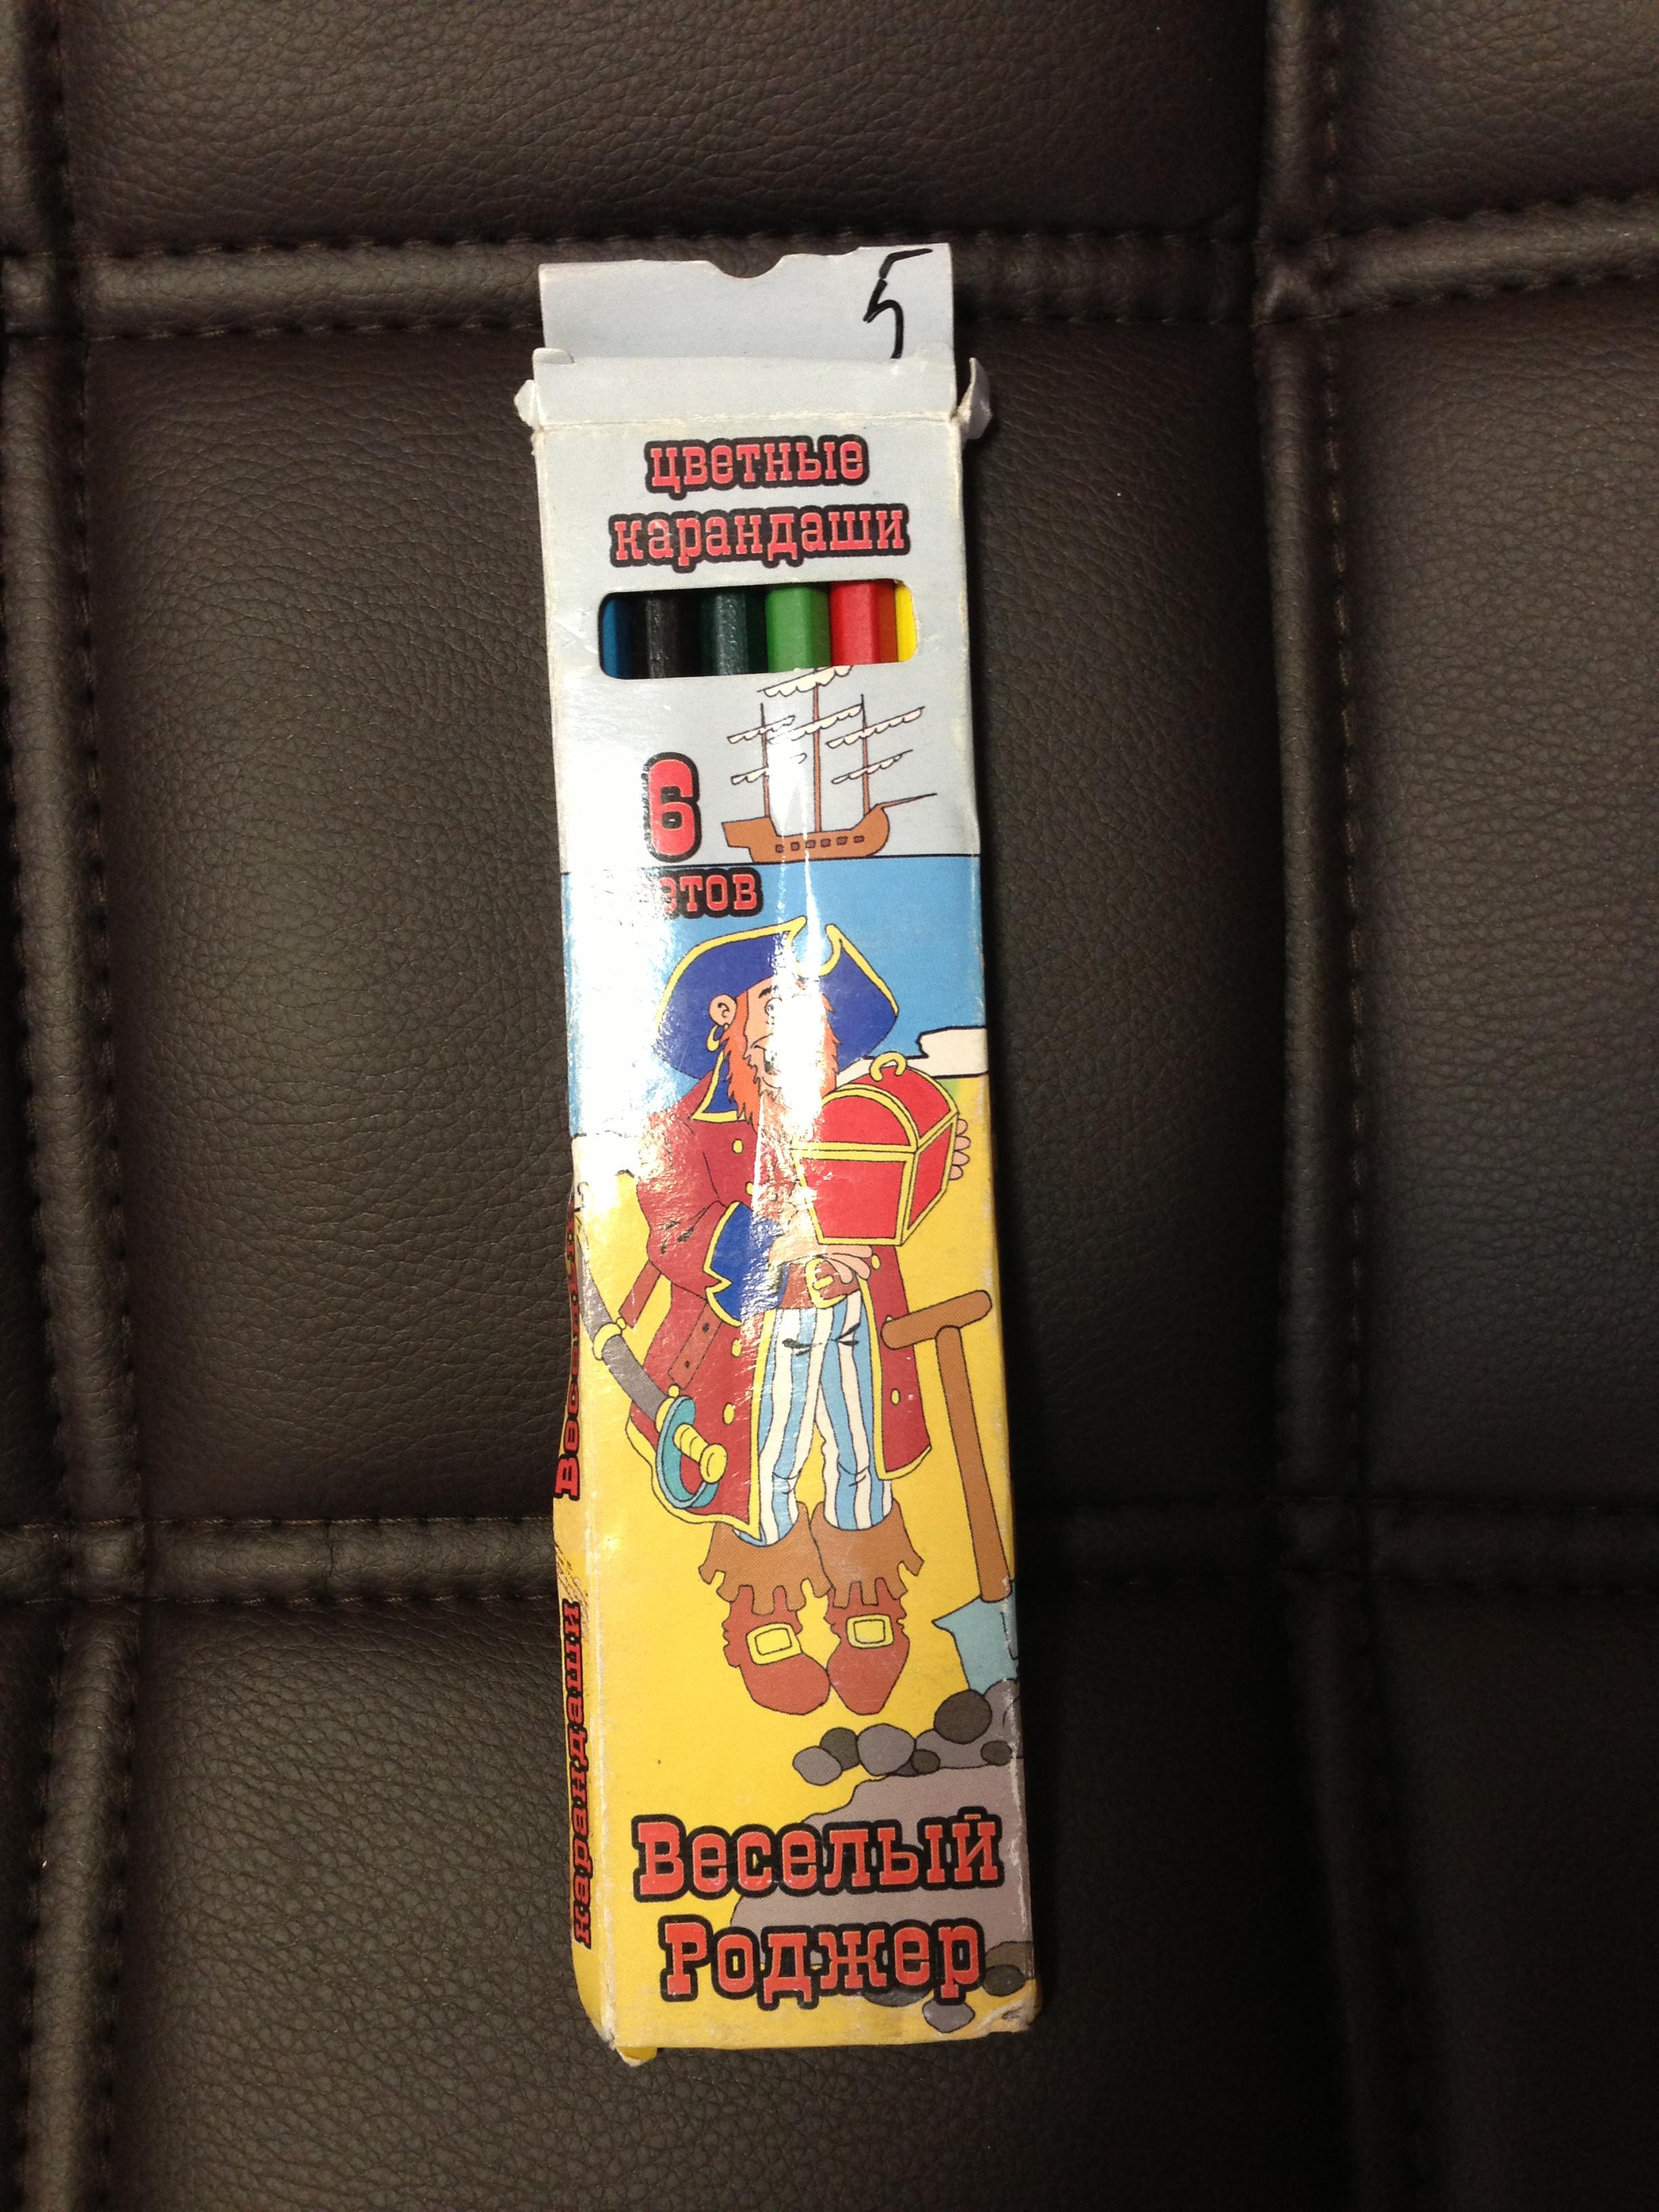 5
цветные
карандаши
6
Веселый
Роджер
карандаши